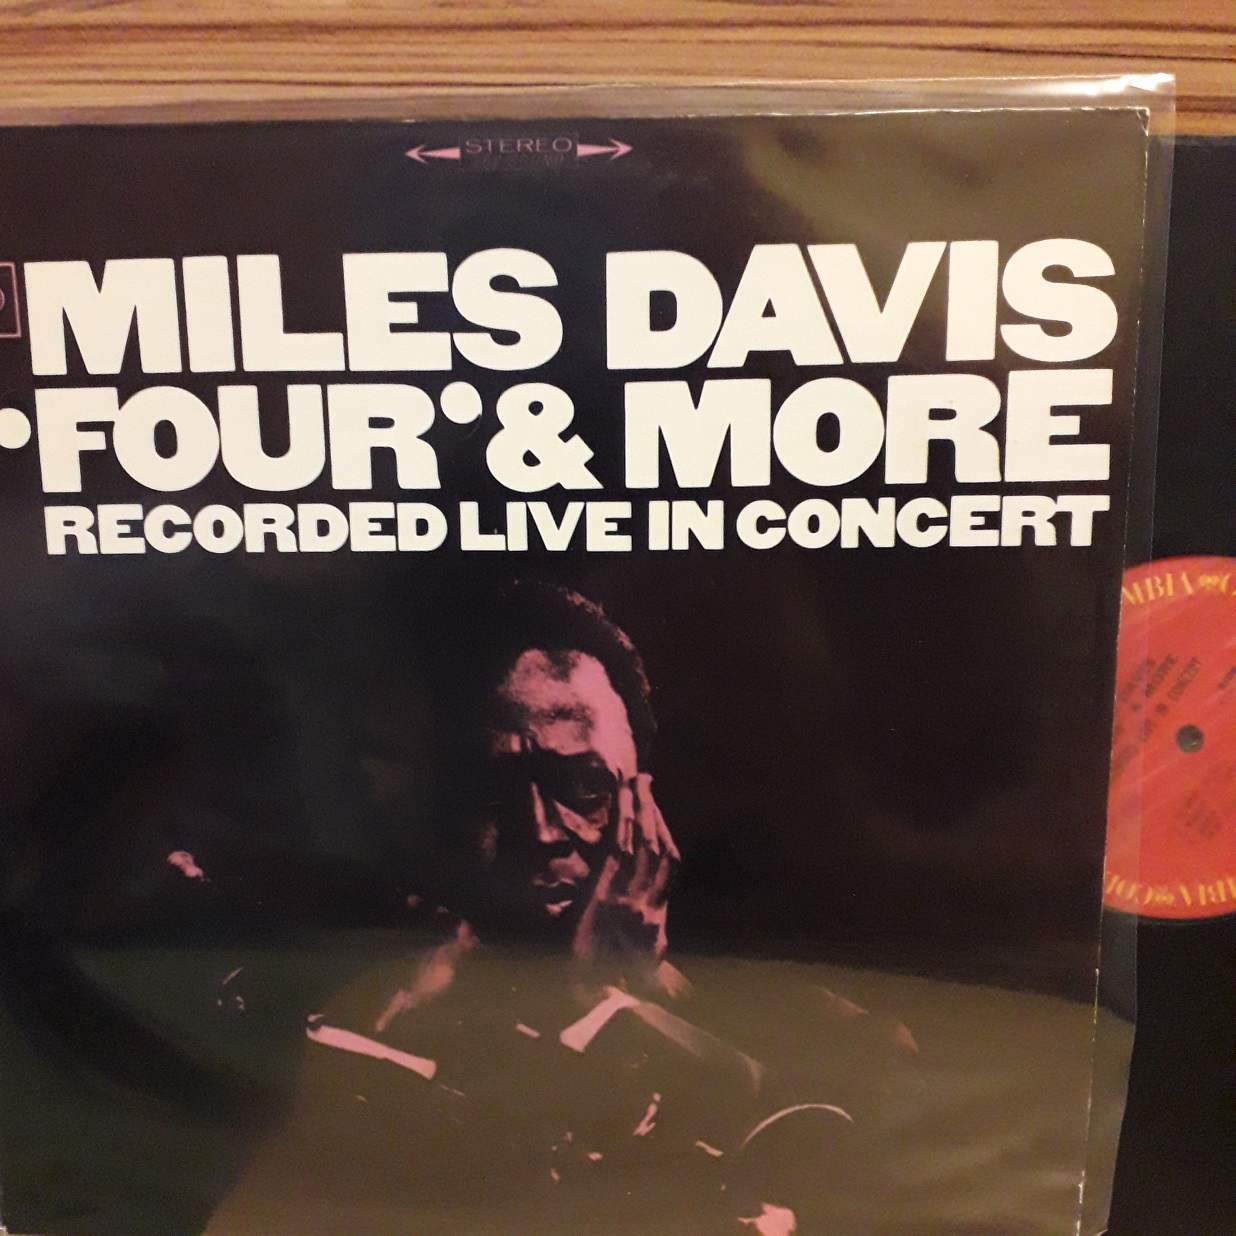 STEREO
MILES DAVIS
'FOUR' & MORE
RECORDED LIVE IN CONCERT